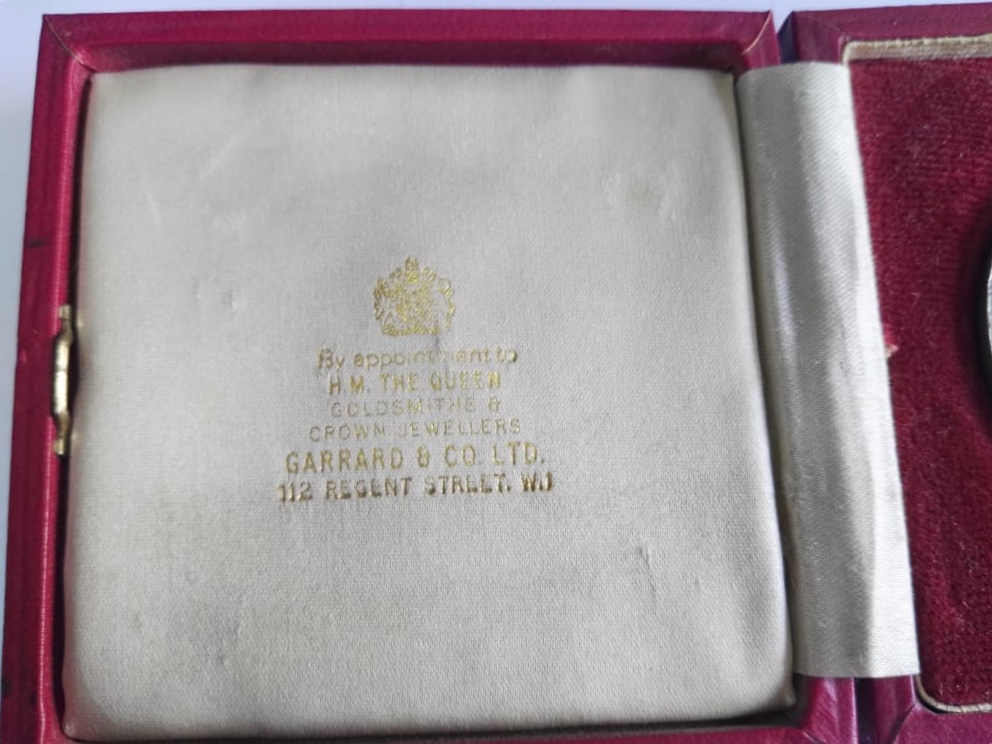 By appointment to
H.M. THE QUEEN
GOLDSMITHS &
CROWN JEWELLERS
GARRARD & CO. LTD.
112 REGENT STREET. W.1